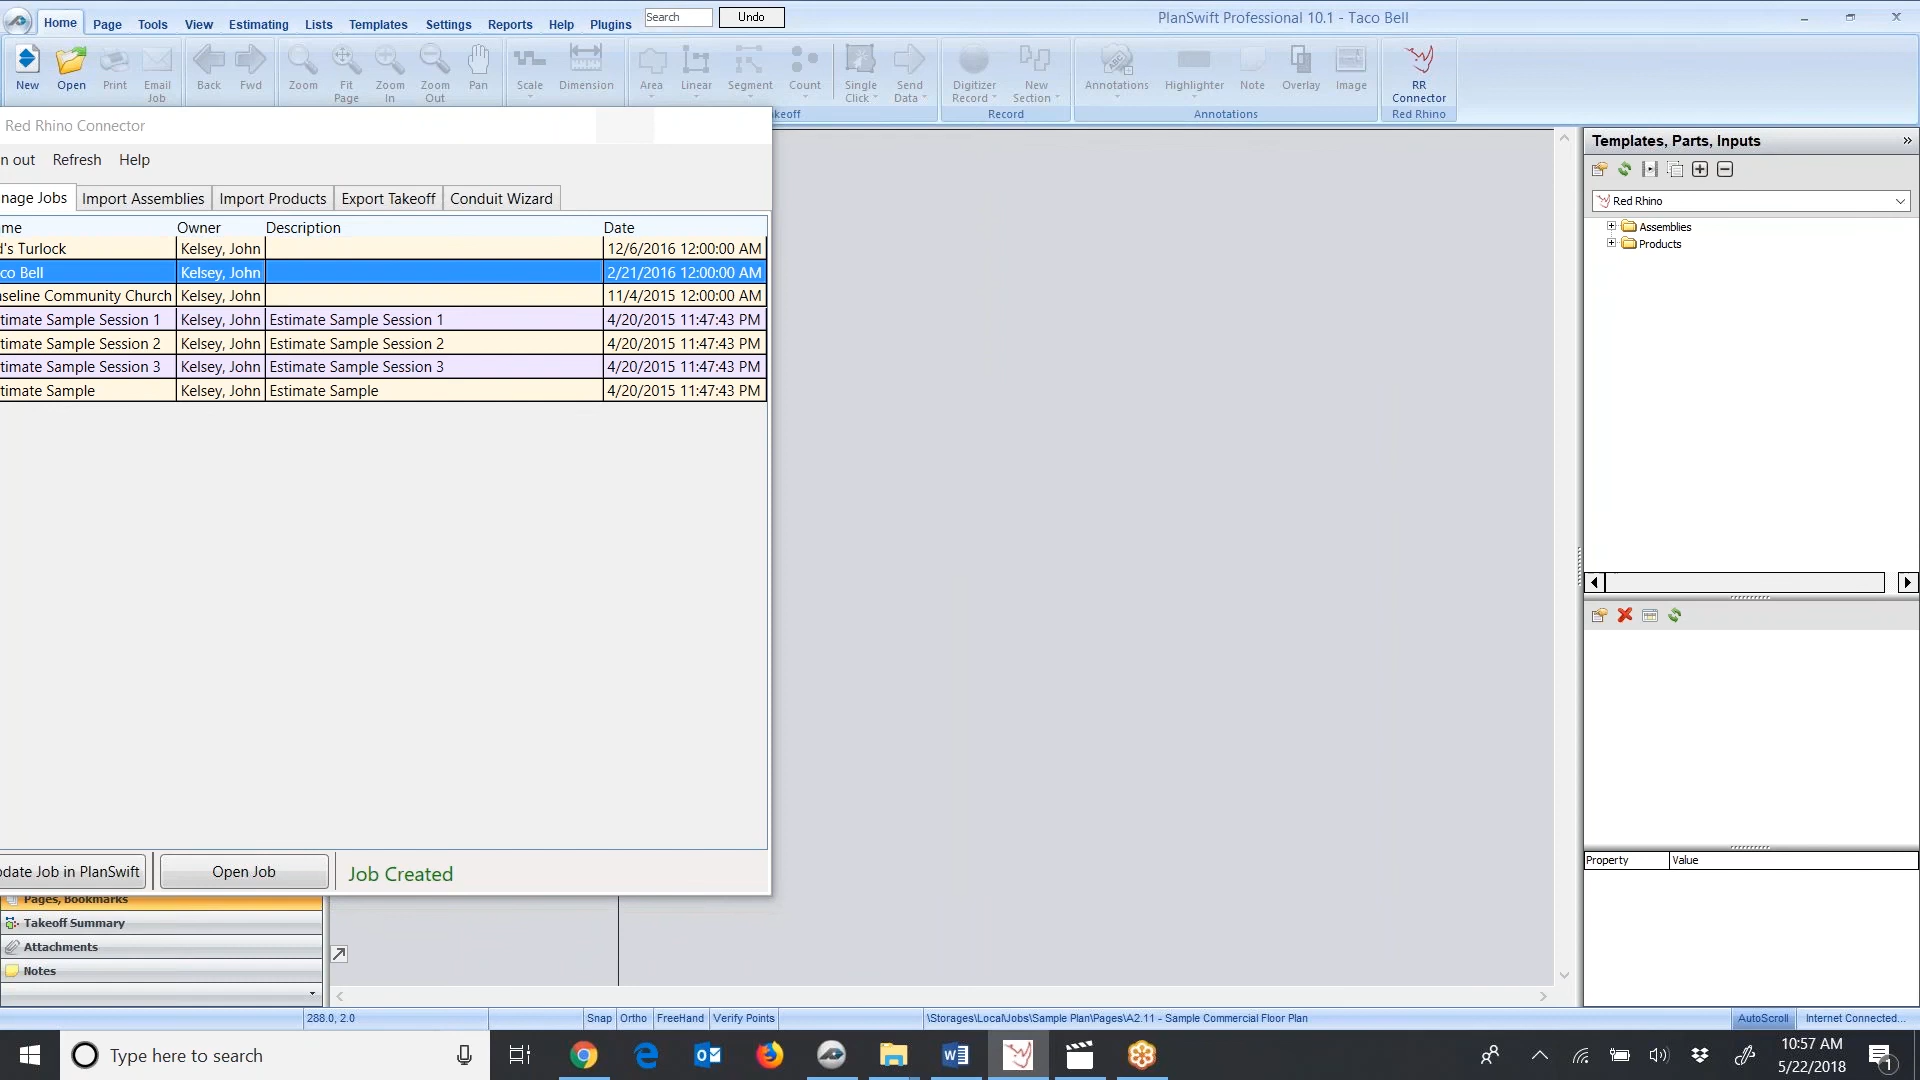 Home Page Tools View Estimating Lists Templates Settings Reports Help Plugins Search Undo PlanSwift Professional 10.1 - Taco Bell
New Open Print Email Job Back Fwd Zoom Fit Page Zoom In Zoom Out Pan Scale Dimension Area Linear Segment Count Single Click Send Data Digitizer Record New Section Annotations Highlighter Note Overlay Image RR Connector
keoff Record Annotations Red Rhino
Red Rhino Connector
n out Refresh Help
nage Jobs Import Assemblies Import Products Export Takeoff Conduit Wizard
me Owner Description Date
d's Turlock Kelsey, John 12/6/2016 12:00:00 AM
co Bell Kelsey, John 2/21/2016 12:00:00 AM
seline Community Church Kelsey, John 11/4/2015 12:00:00 AM
timate Sample Session 1 Kelsey, John Estimate Sample Session 1 4/20/2015 11:47:43 PM
timate Sample Session 2 Kelsey, John Estimate Sample Session 2 4/20/2015 11:47:43 PM
timate Sample Session 3 Kelsey, John Estimate Sample Session 3 4/20/2015 11:47:43 PM
timate Sample Kelsey, John Estimate Sample 4/20/2015 11:47:43 PM
date Job in PlanSwift Open Job Job Created
Pages, Bookmarks
Takeoff Summary
Attachments
Notes
Templates, Parts, Inputs
Red Rhino
Assemblies
Products
Property Value
288.0, 2.0 Snap Ortho FreeHand Verify Points \Storages\Local\Jobs\Sample Plan\Pages\A2.11 - Sample Commercial Floor Plan AutoScroll Internet Connected...
Type here to search
10:57 AM
5/22/2018
1